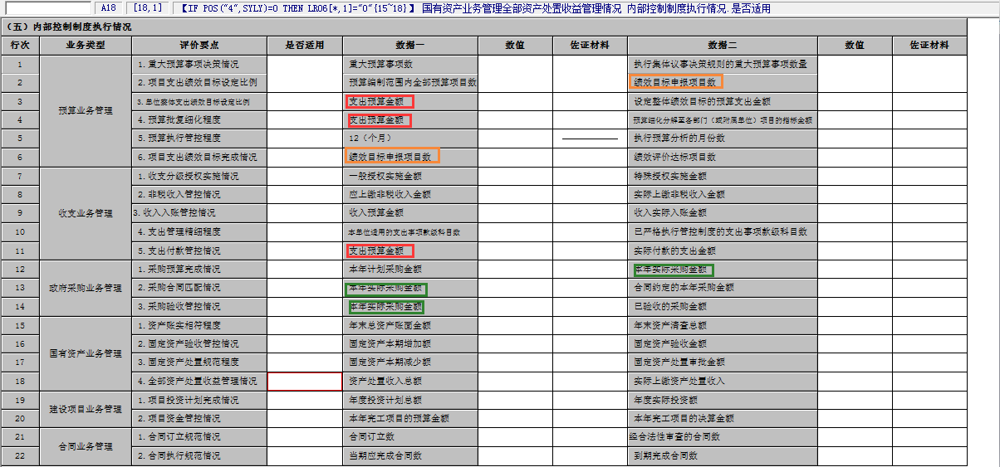 A18 [18,1] 【IF POS("4",SYLY)=0 THEN LR06[*,1]="0"{15~18}】 国有资产业务管理全部资产处置收益管理情况 内部控制制度执行情况.是否适用
（五）内部控制制度执行情况
行次 业务类型 评价要点 是否适用 数据一 数值 佐证材料 数据二 数值 佐证材料
1 预算业务管理 1.重大预算事项决策情况 重大预算事项数 执行集体议事决策规则的重大预算事项数量
2 2.项目支出绩效目标设定比例 预算编制范围内全部预算项目数 绩效目标申报项目数
3 3.单位整体支出绩效目标设定比例 支出预算金额 设定整体绩效目标的预算支出金额
4 4.预算批复细化程度 支出预算金额 预算细化分解至各部门（或附属单位）项目的指标金额
5 5.预算执行管控程度 12（个月） ———— 执行预算分析的月份数
6 6.项目支出绩效目标完成情况 绩效目标申报项目数 绩效评价达标项目数
7 收支业务管理 1.收支分级授权实施情况 一般授权实施金额 特殊授权实施金额
8 2.非税收入管控情况 应上缴非税收入金额 实际上缴非税收入金额
9 3.收入入账管控情况 收入预算金额 收入实际入账金额
10 4.支出管理精细程度 本单位适用的支出事项款级科目数 已严格执行管控制度的支出事项款级科目数
11 5.支出付款管控情况 支出预算金额 实际付款的支出金额
12 政府采购业务管理 1.采购预算完成情况 本年计划采购金额 本年实际采购金额
13 2.采购合同匹配情况 本年实际采购金额 合同约定的本年采购金额
14 3.采购验收管控情况 本年实际采购金额 已验收的采购金额
15 国有资产业务管理 1.资产账实相符程度 年末总资产账面金额 年末资产清查总额
16 2.固定资产验收管控情况 固定资产本期增加额 固定资产验收金额
17 3.固定资产处置规范程度 固定资产本期减少额 固定资产处置审批金额
18 4.全部资产处置收益管理情况 资产处置收入总额 实际上缴资产处置收入
19 建设项目业务管理 1.项目投资计划完成情况 年度投资计划总额 年度实际投资额
20 2.项目资金管控情况 本年完工项目的预算金额 本年完工项目的决算金额
21 合同业务管理 1.合同订立规范情况 合同订立数 经合法性审查的合同数
22 2.合同执行规范情况 当期应完成合同数 到期完成合同数